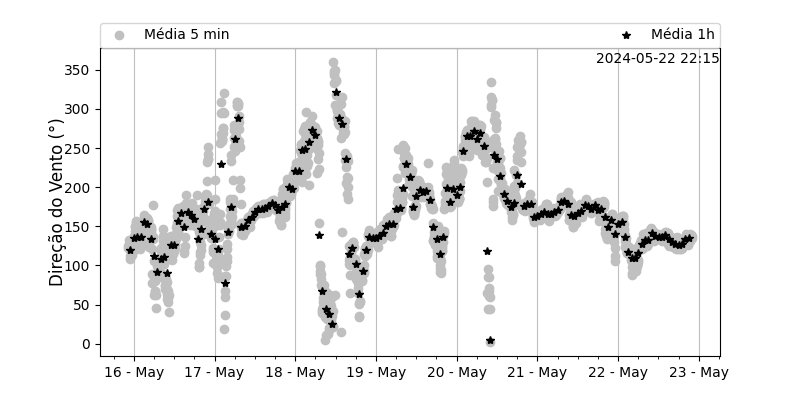 Média 5 min
Média 1h
2024-05-22 22:15
Direção do Vento (°)
350
300
250
200
150
100
50
0
16 - May
17 - May
18 - May
19 - May
20 - May
21 - May
22 - May
23 - May